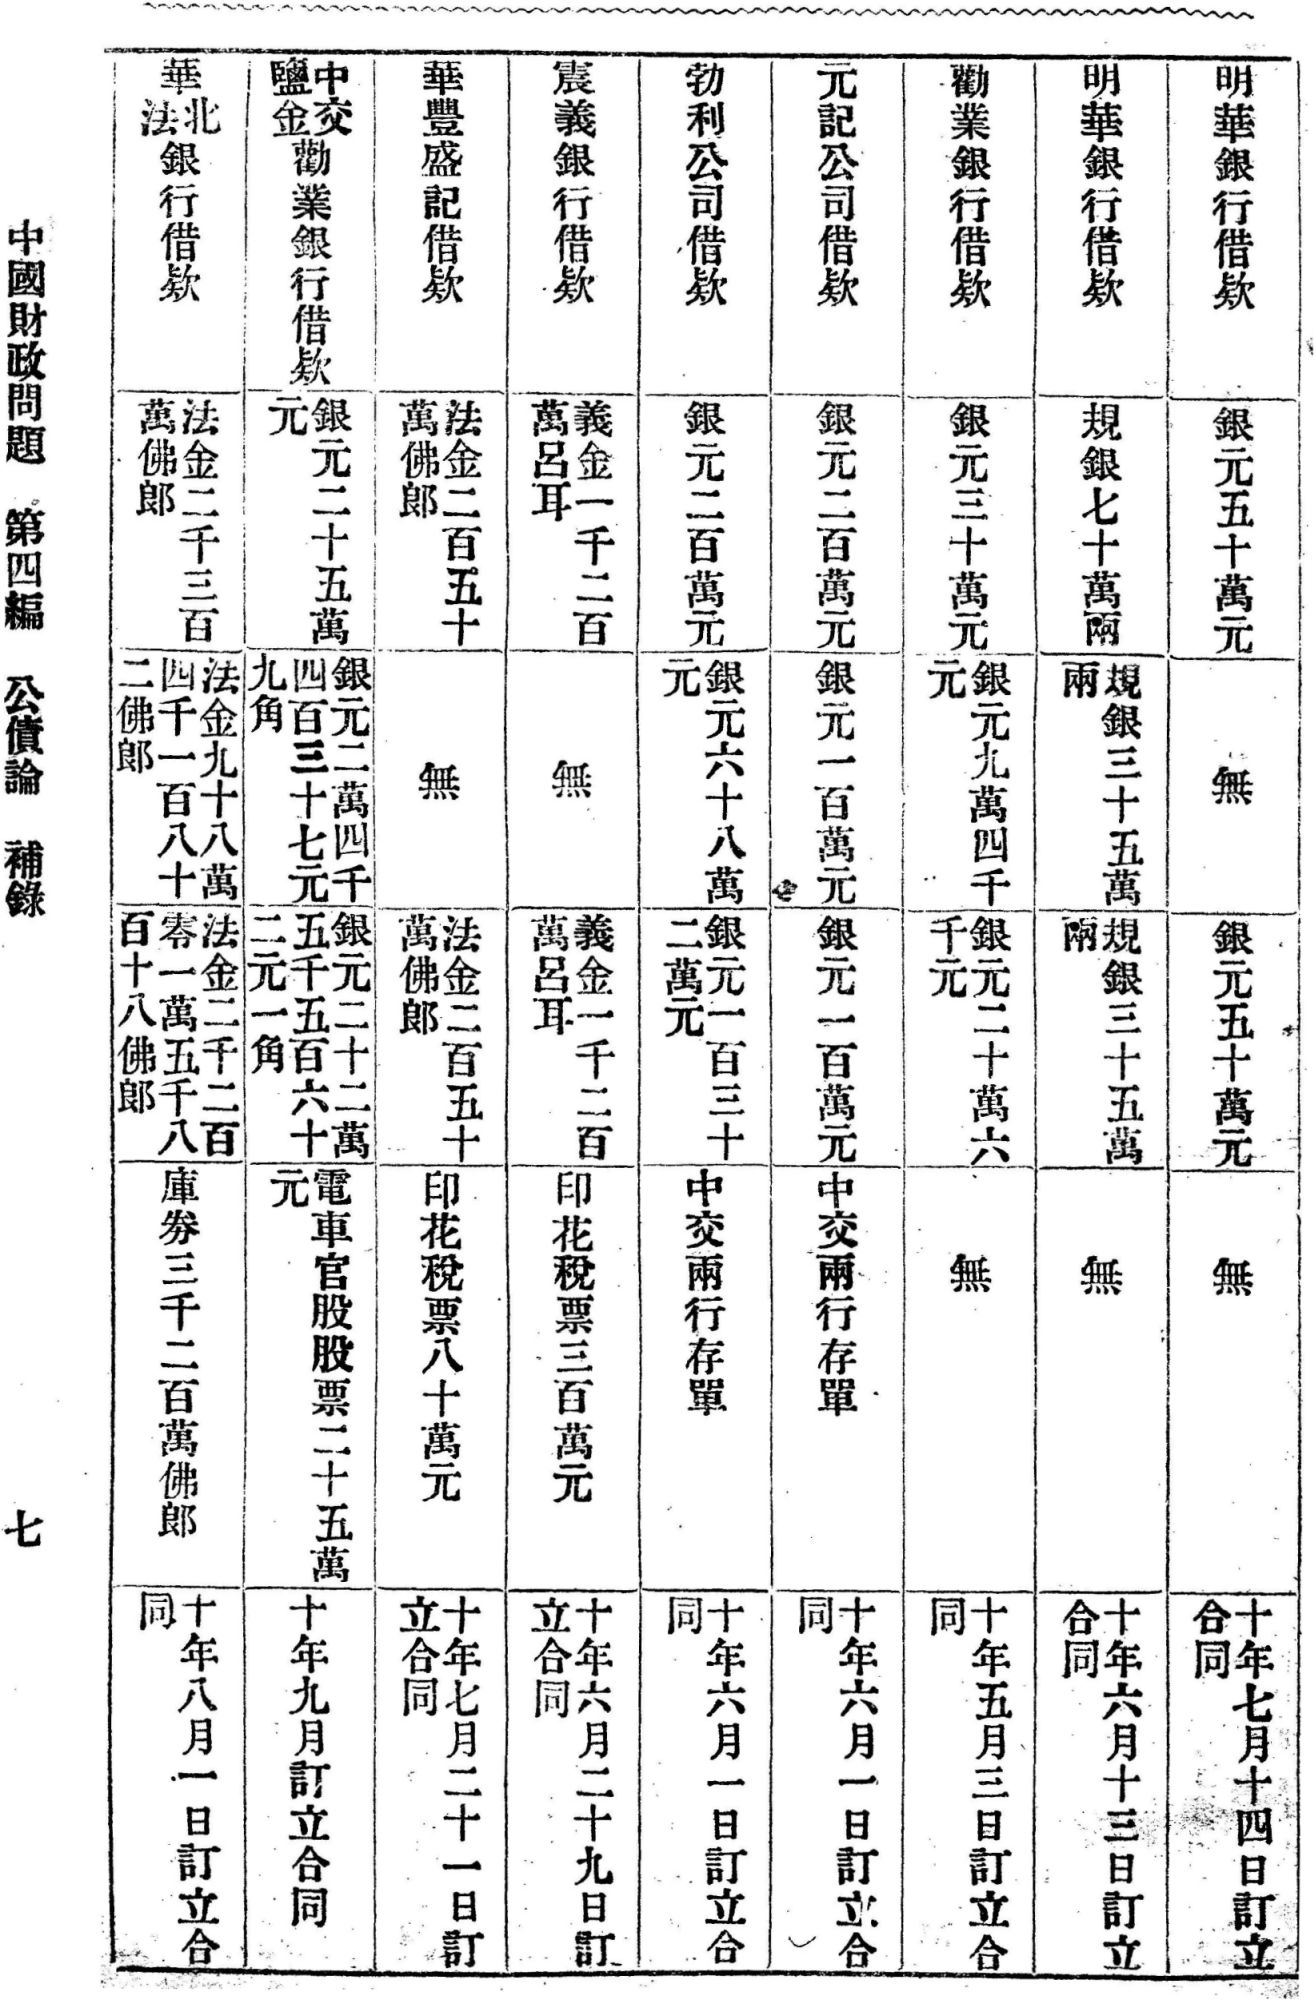 明華銀行借欵
銀元五十萬元
無
銀元五十萬元
無
十年七月十四日訂立
合同
明華銀行借欵
規銀七十萬兩
規銀三十五萬
兩
規銀三十五萬
兩
無
十年六月十三日訂立
合同
勸業銀行借欵
銀元三十萬元
銀元九萬四千
元
銀元二十萬六
千元
無
十年五月三日訂立合
同
元記公司借欵
銀元二百萬元
銀元一百萬元
銀元一百萬元
中交兩行存單
十年六月一日訂立合
同
勃利公司借欵
銀元二百萬元
銀元六十八萬
元
銀元一百三十
二萬元
中交兩行存單
十年六月一日訂立合
同
震義銀行借欵
義金一千二百
萬呂耳
無
義金一千二百
萬呂耳
印花稅票三百萬元
十年六月二十九日訂
立合同
華豐盛記借欵
法金二百五十
萬佛郎
無
法金二百五十
萬佛郎
印花稅票八十萬元
十年七月二十一日訂
立合同
中交
鹽金
勸業銀行借欵
銀元二十五萬
元
銀元二萬四千
四百三十七元
九角
銀元二十二萬
五千五百六十
二元一角
電車官股股票二十五萬
元
十年九月訂立合同
北
華法
銀行借欵
法金二千三百
萬佛郎
法金九十八萬
四千一百八十
二佛郎
法金二千二百
零一萬五千八
百十八佛郎
庫券三千二百萬佛郎
十年八月一日訂立合
同
中國財政問題 第四編 公債論 補錄
七